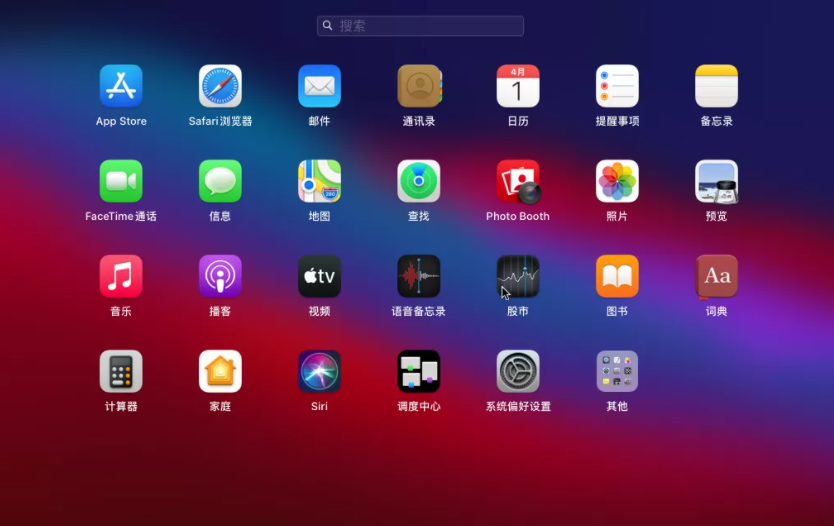 搜索
App Store
Safari浏览器
邮件
通讯录
4月
1
日历
提醒事项
备忘录
FaceTime通话
信息
地图
280
查找
Photo Booth
照片
预览
音乐
播客
tv
视频
语音备忘录
股市
图书
Aa
词典
计算器
家庭
Siri
调度中心
系统偏好设置
其他